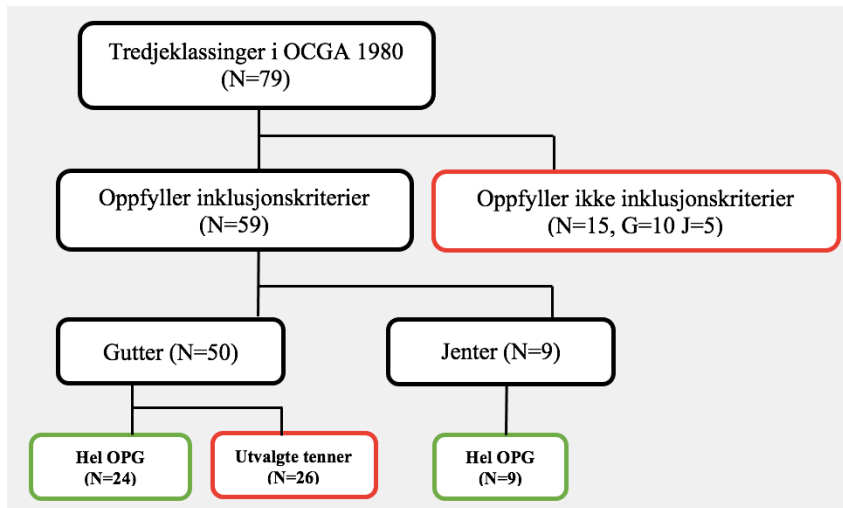 Tredjeklassinger i OCGA 1980
(N=79)
Oppfyller inklusjonskriterier
(N=59)
Oppfyller ikke inklusjonskriterier
(N=15, G=10 J=5)
Gutter (N=50)
Jenter (N=9)
Hel OPG
(N=24)
Utvalgte tenner
(N=26)
Hel OPG
(N=9)